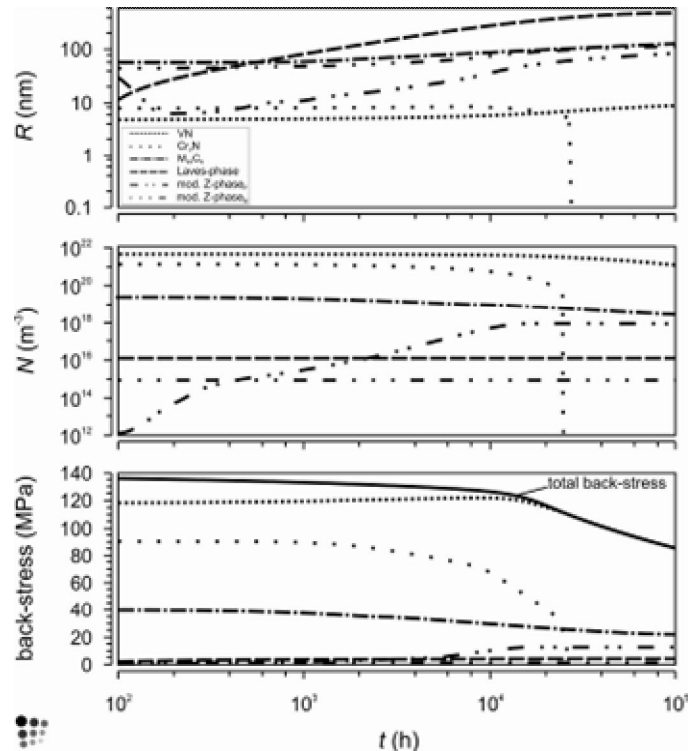 R (nm)
100
10
1
0.1
VN
Cr₂N
M₂₃C₆
Laves-phase
mod. Z-phase
mod. Z-phase
N (m⁻³)
10²²
10²⁰
10¹⁸
10¹⁶
10¹⁴
10¹²
back-stress (MPa)
140
120
100
80
60
40
20
0
total back-stress
10² 10³ 10⁴ 10⁵
t (h)